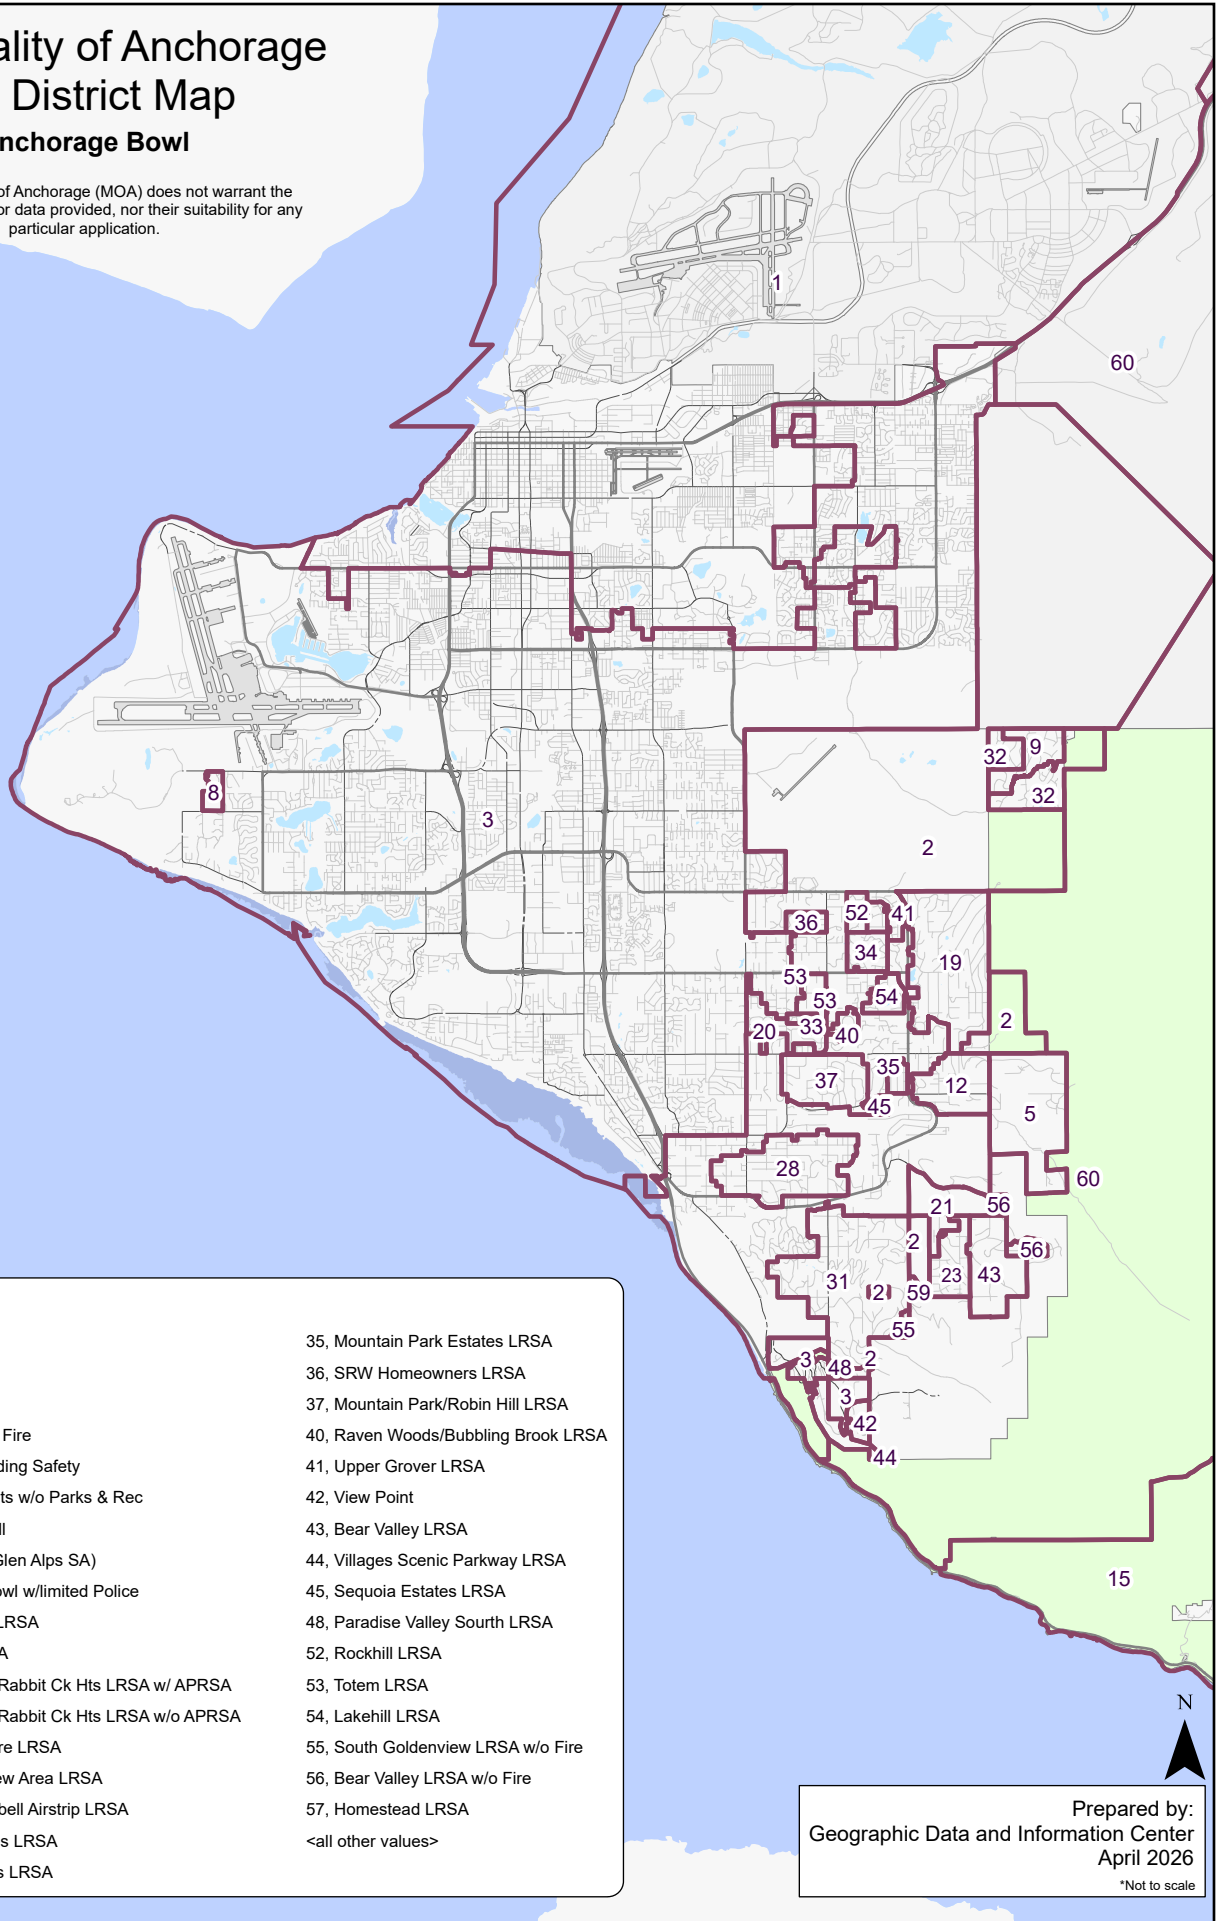 ality of Anchorage
District Map
nchorage Bowl
of Anchorage (MOA) does not warrant the
or data provided, nor their suitability for any
particular application.
1
60
32
9
32
8
3
2
52
41
36
34
19
53
53
54
2
20
33
40
35
37
12
45
5
28
60
21
56
2
56
31
23
43
2
59
55
3
48
2
3
42
44
15
Fire
ding Safety
ts w/o Parks & Rec
ll
Glen Alps SA)
owl w/limited Police
LRSA
A
Rabbit Ck Hts LRSA w/ APRSA
Rabbit Ck Hts LRSA w/o APRSA
re LRSA
ew Area LRSA
bell Airstrip LRSA
s LRSA
s LRSA
35, Mountain Park Estates LRSA
36, SRW Homeowners LRSA
37, Mountain Park/Robin Hill LRSA
40, Raven Woods/Bubbling Brook LRSA
41, Upper Grover LRSA
42, View Point
43, Bear Valley LRSA
44, Villages Scenic Parkway LRSA
45, Sequoia Estates LRSA
48, Paradise Valley Sourth LRSA
52, Rockhill LRSA
53, Totem LRSA
54, Lakehill LRSA
55, South Goldenview LRSA w/o Fire
56, Bear Valley LRSA w/o Fire
57, Homestead LRSA
<all other values>
N
Prepared by:
Geographic Data and Information Center
April 2026
*Not to scale